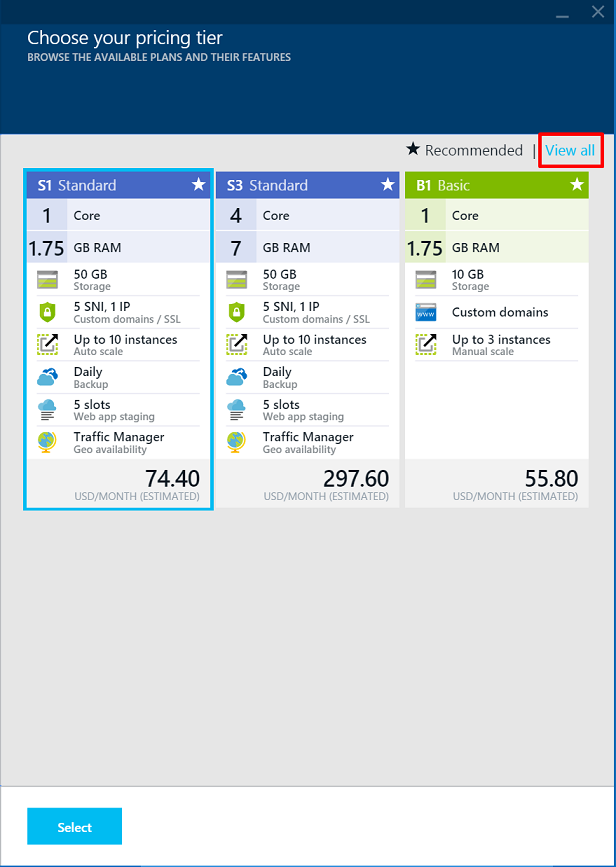 Choose your pricing tier
BROWSE THE AVAILABLE PLANS AND THEIR FEATURES
★ Recommended | View all
S1 Standard ★
1 Core
1.75 GB RAM
50 GB
Storage
5 SNI, 1 IP
Custom domains / SSL
Up to 10 instances
Auto scale
Daily
Backup
5 slots
Web app staging
Traffic Manager
Geo availability
74.40
USD/MONTH (ESTIMATED)
S3 Standard ★
4 Core
7 GB RAM
50 GB
Storage
5 SNI, 1 IP
Custom domains / SSL
Up to 10 instances
Auto scale
Daily
Backup
5 slots
Web app staging
Traffic Manager
Geo availability
297.60
USD/MONTH (ESTIMATED)
B1 Basic ★
1 Core
1.75 GB RAM
10 GB
Storage
www
Custom domains
Up to 3 instances
Manual scale
55.80
USD/MONTH (ESTIMATED)
Select